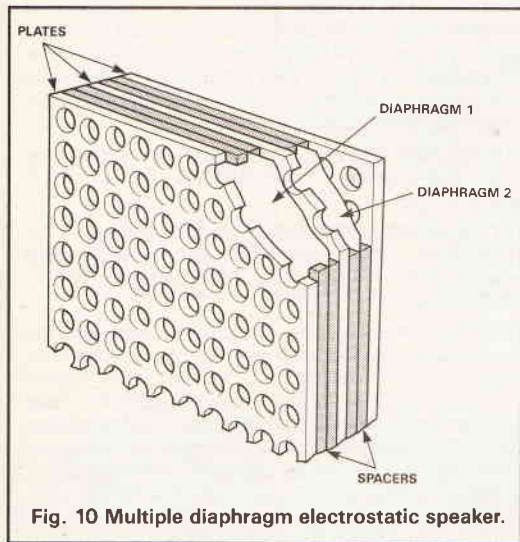 PLATES
DIAPHRAGM 1
DIAPHRAGM 2
SPACERS
Fig. 10 Multiple diaphragm electrostatic speaker.